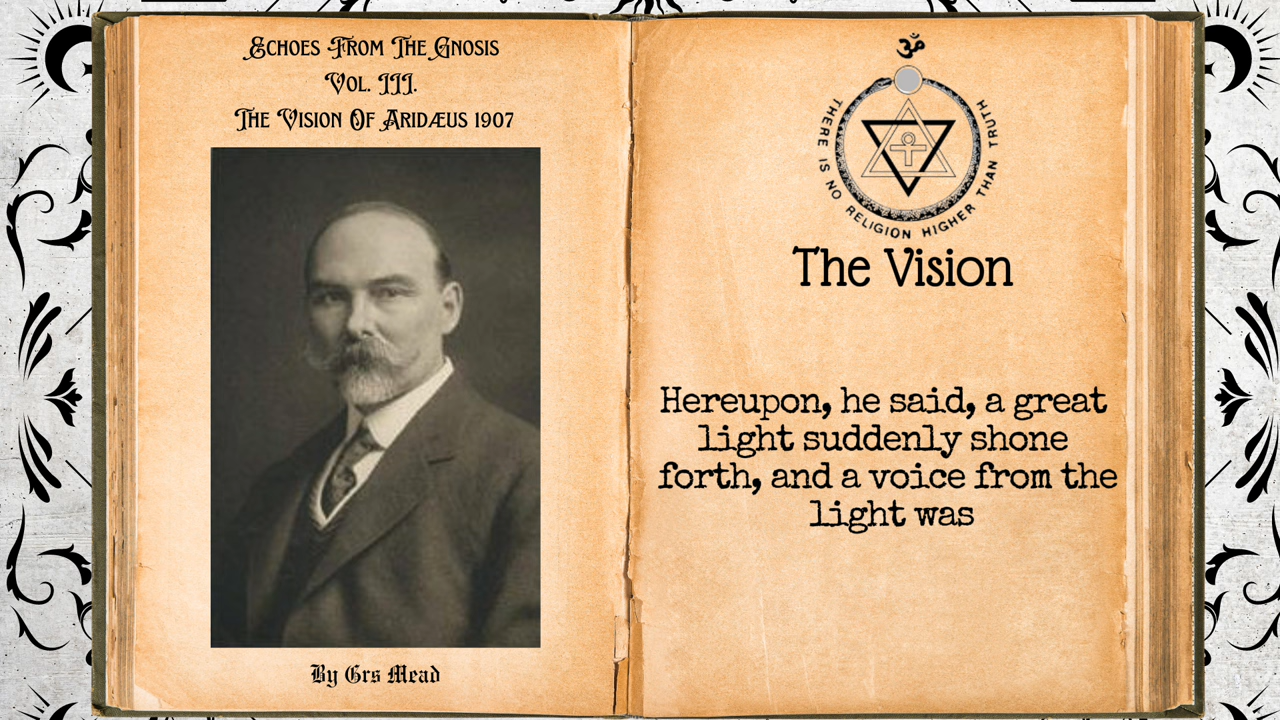 Echoes From The Gnosis
Vol. III.
The Vision Of Aridæus 1907
By Grs Mead
ॐ
THERE IS NO RELIGION HIGHER THAN TRUTH
The Vision
Hereupon, he said, a great
light suddenly shone
forth, and a voice from the
light was